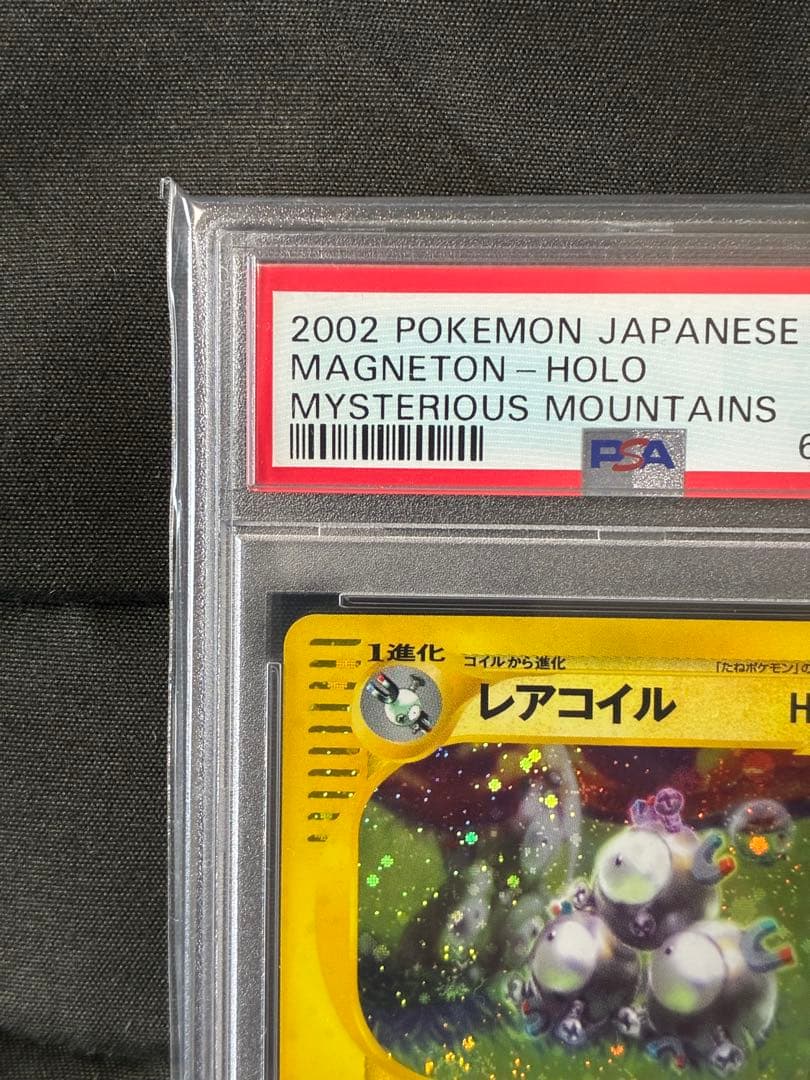 2002 POKEMON JAPANESE
MAGNETON - HOLO
MYSTERIOUS MOUNTAINS
PSA
6
1進化 コイルから進化 「たねポケモン」の
レアコイル H